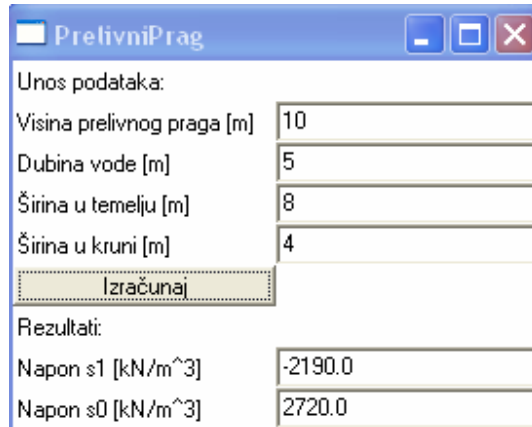 PrelivniPrag
Unos podataka:
Visina prelivnog praga [m] 10
Dubina vode [m] 5
Širina u temelju [m] 8
Širina u kruni [m] 4
Izračunaj
Rezultati:
Napon s1 [kN/m^3] -2190.0
Napon s0 [kN/m^3] 2720.0